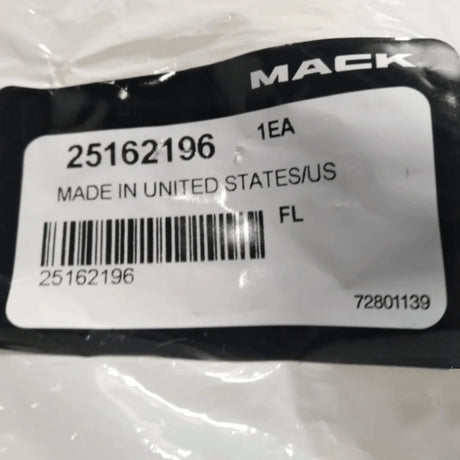 MACK
25162196 1EA
MADE IN UNITED STATES/US
FL
25162196
72801139